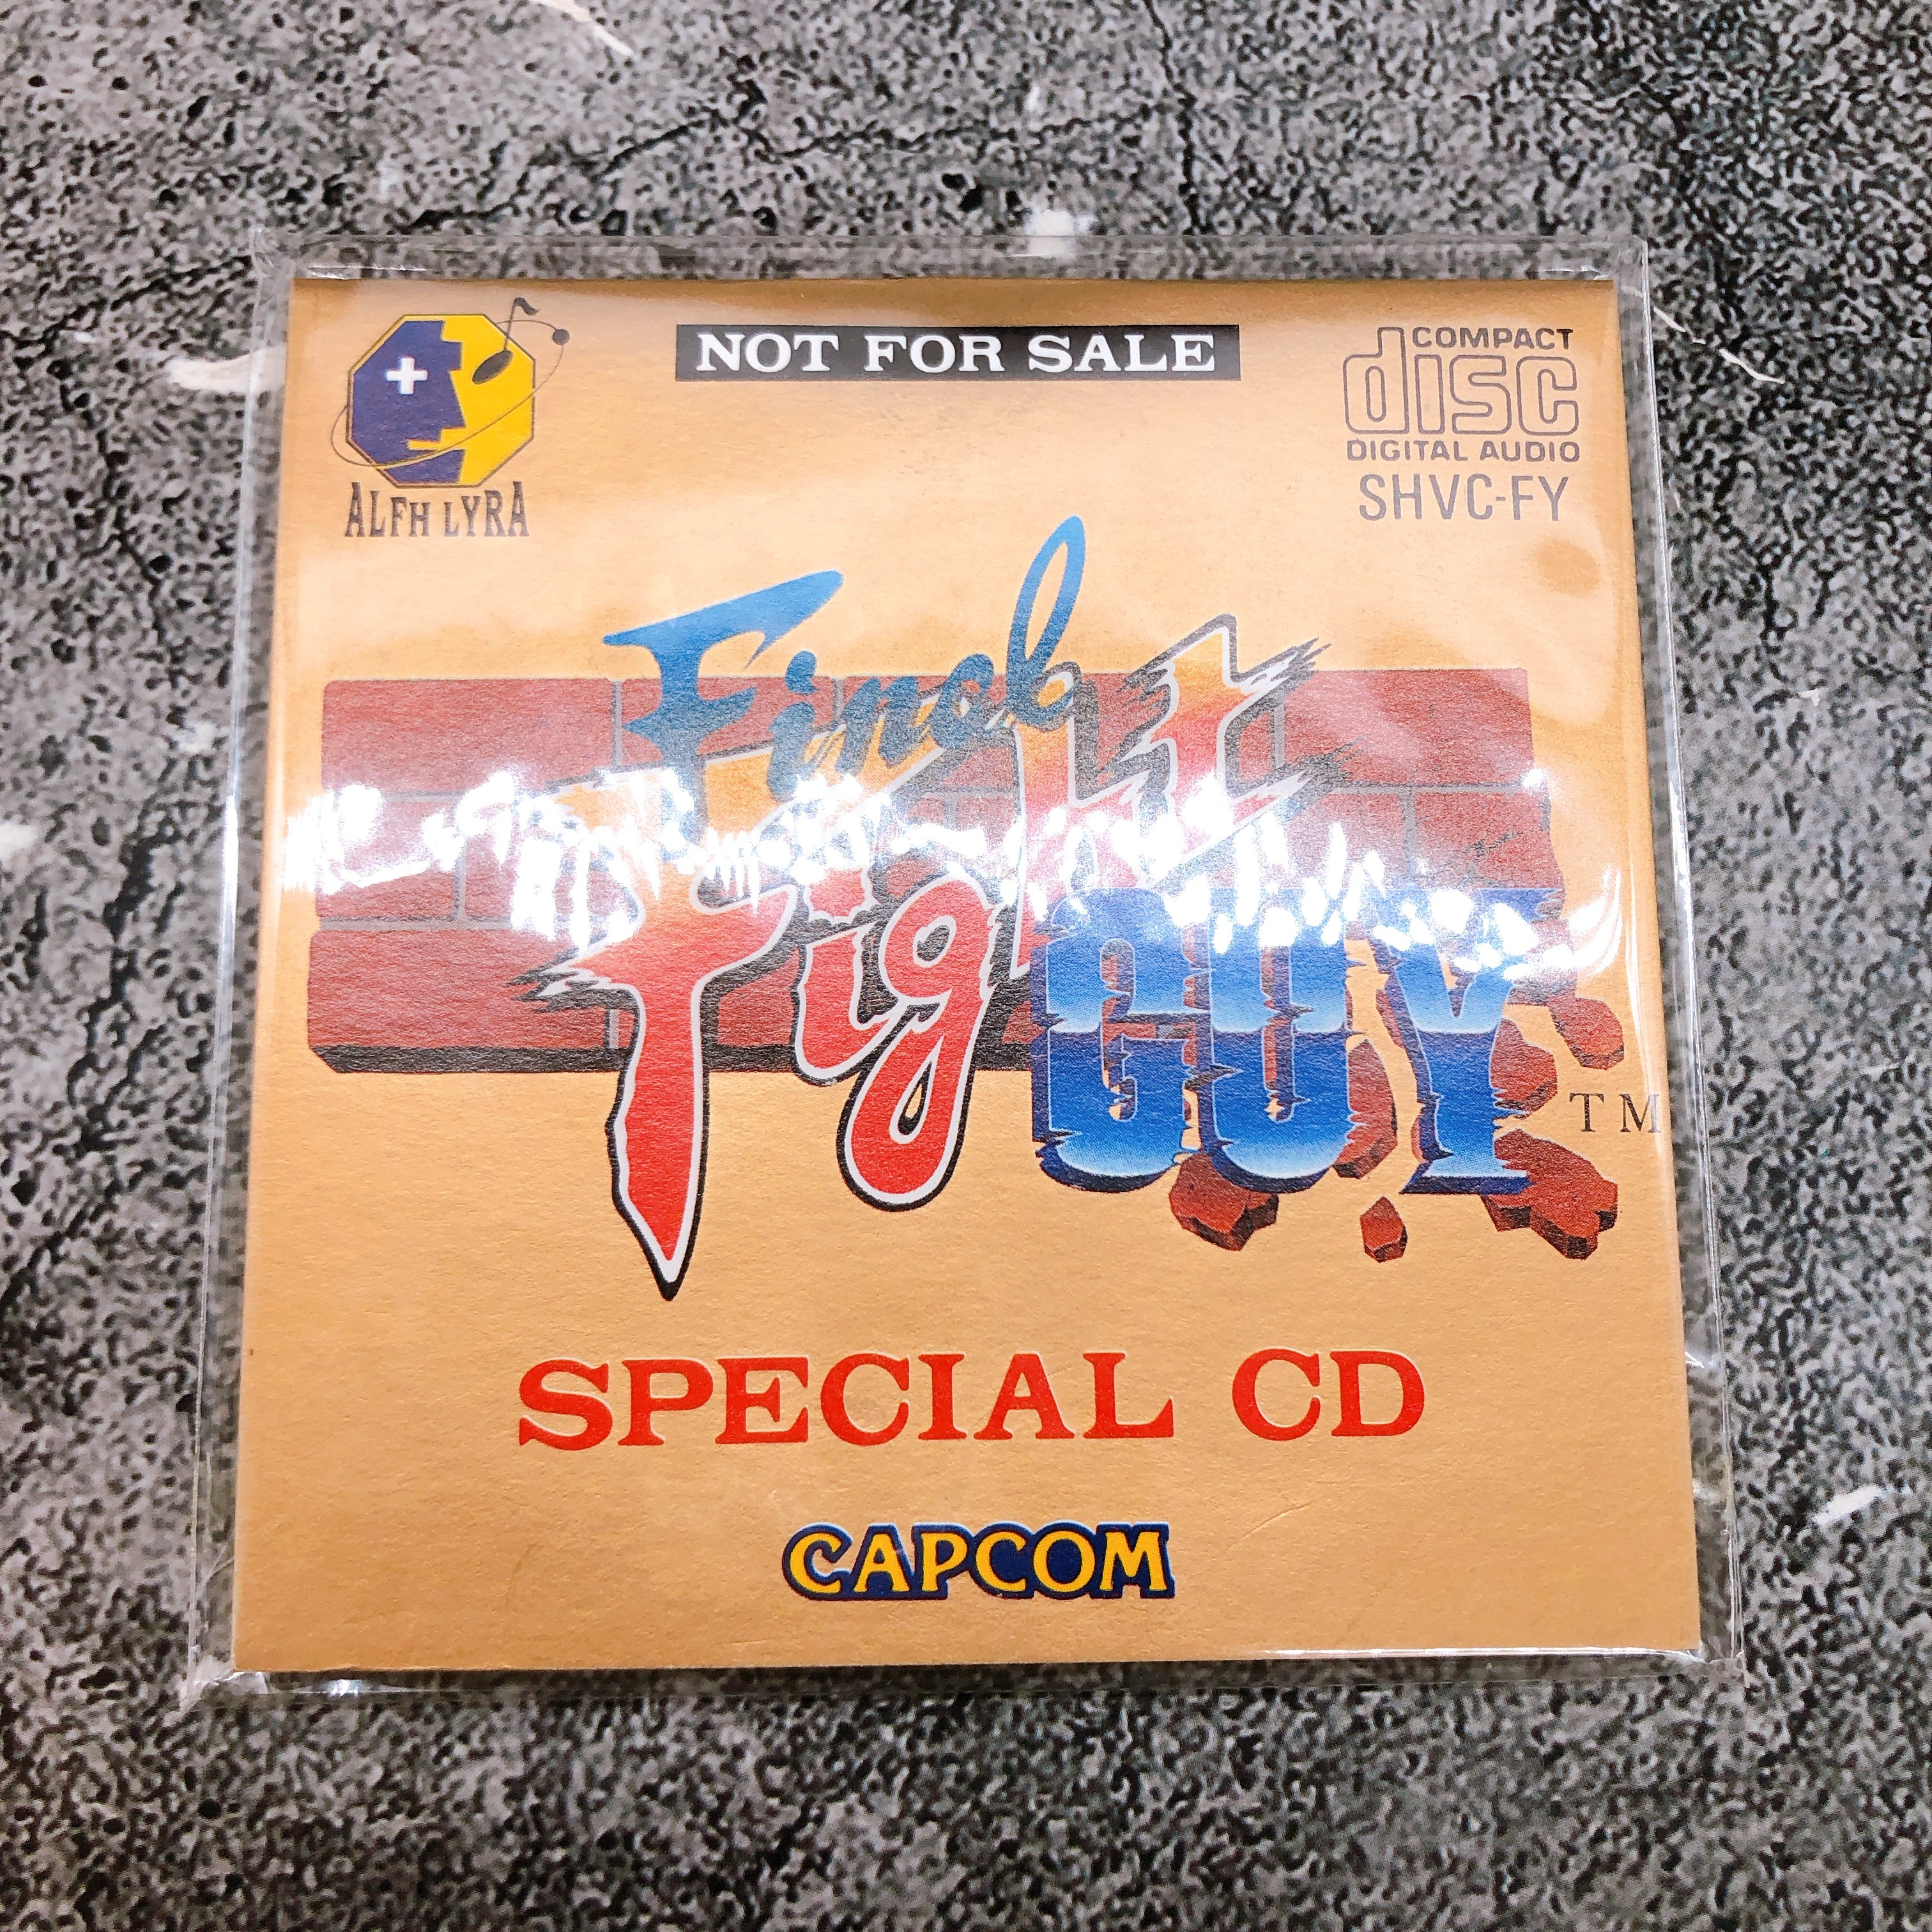 NOT FOR SALE
COMPACT
disc
DIGITAL AUDIO
SHVC-FY
ALFH LYRA
Final
Fight
GUY
TM
SPECIAL CD
CAPCOM